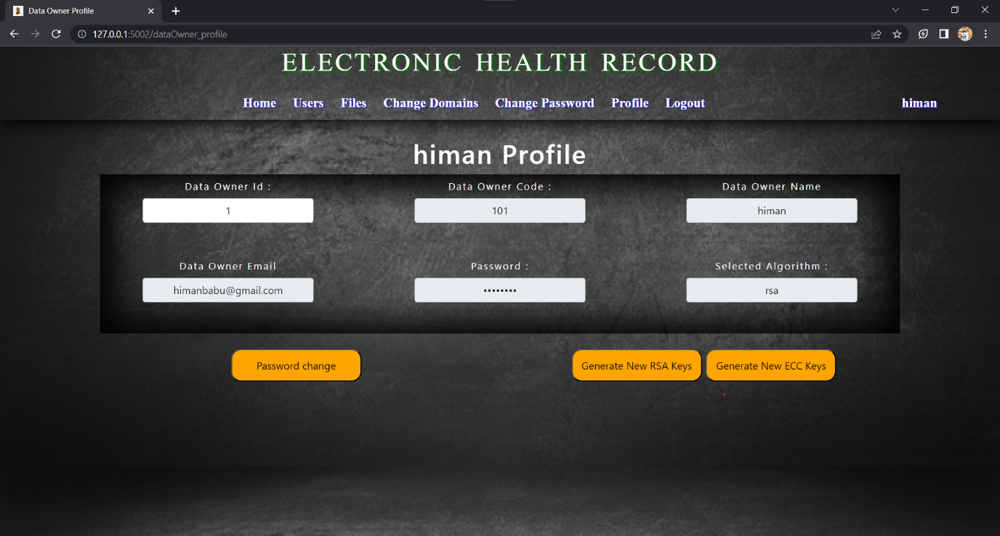 Data Owner Profile
127.0.0.1:5002/dataOwner_profile
ELECTRONIC HEALTH RECORD
Home Users Files Change Domains Change Password Profile Logout himan
himan Profile
Data Owner Id : Data Owner Code : Data Owner Name
1 101 himan
Data Owner Email Password : Selected Algorithm :
himanbabu@gmail.com •••••••• rsa
Password change Generate New RSA Keys Generate New ECC Keys